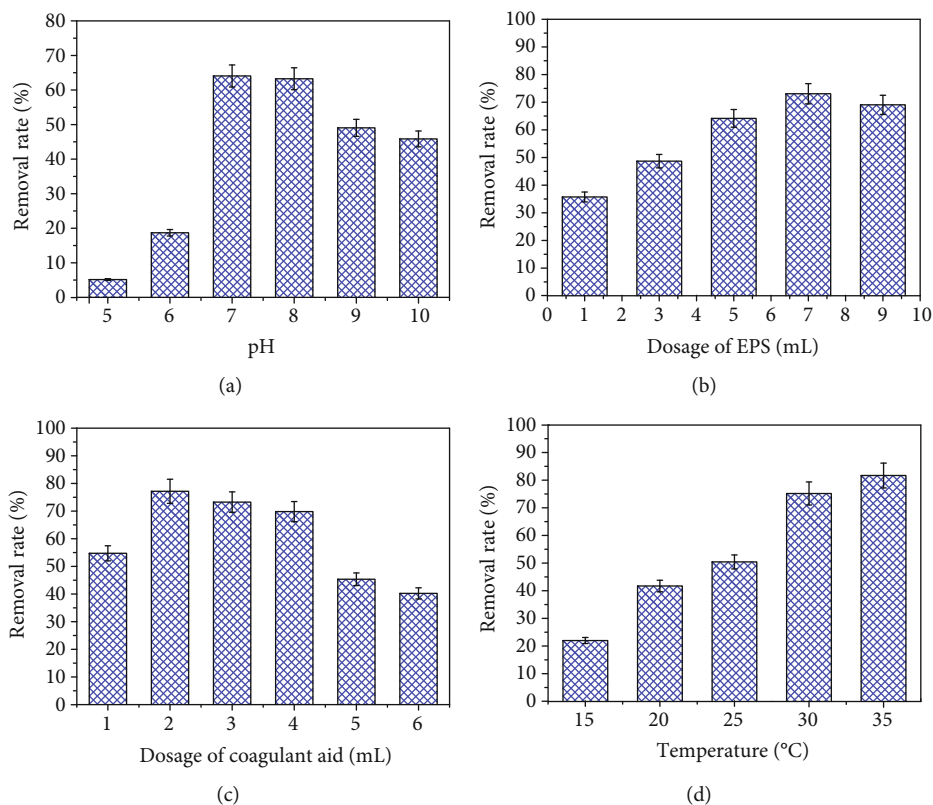 80
70
60
50
40
30
20
10
0
Removal rate (%)
5 6 7 8 9 10
pH
(a)
100
90
80
70
60
50
40
30
20
10
0
Removal rate (%)
0 1 2 3 4 5 6 7 8 9 10
Dosage of EPS (mL)
(b)
100
90
80
70
60
50
40
30
20
10
0
Removal rate (%)
1 2 3 4 5 6
Dosage of coagulant aid (mL)
(c)
100
90
80
70
60
50
40
30
20
10
0
Removal rate (%)
15 20 25 30 35
Temperature (°C)
(d)